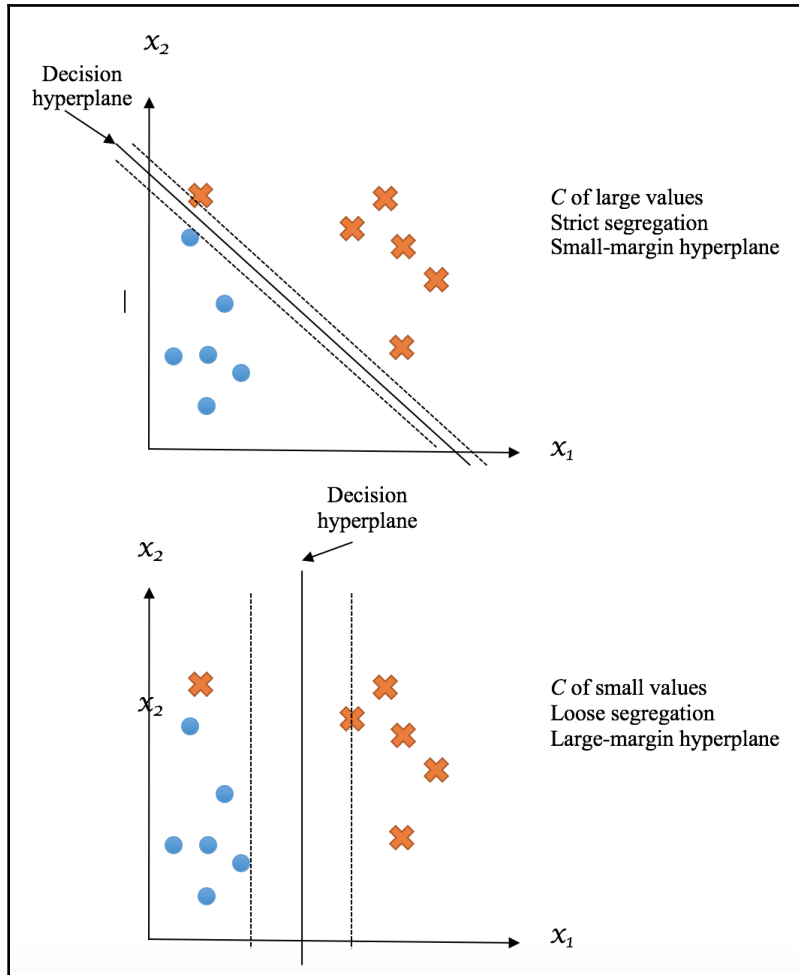 x₂
Decision
hyperplane
C of large values
Strict segregation
Small-margin hyperplane
x₁
Decision
hyperplane
x₂
x₂
C of small values
Loose segregation
Large-margin hyperplane
x₁